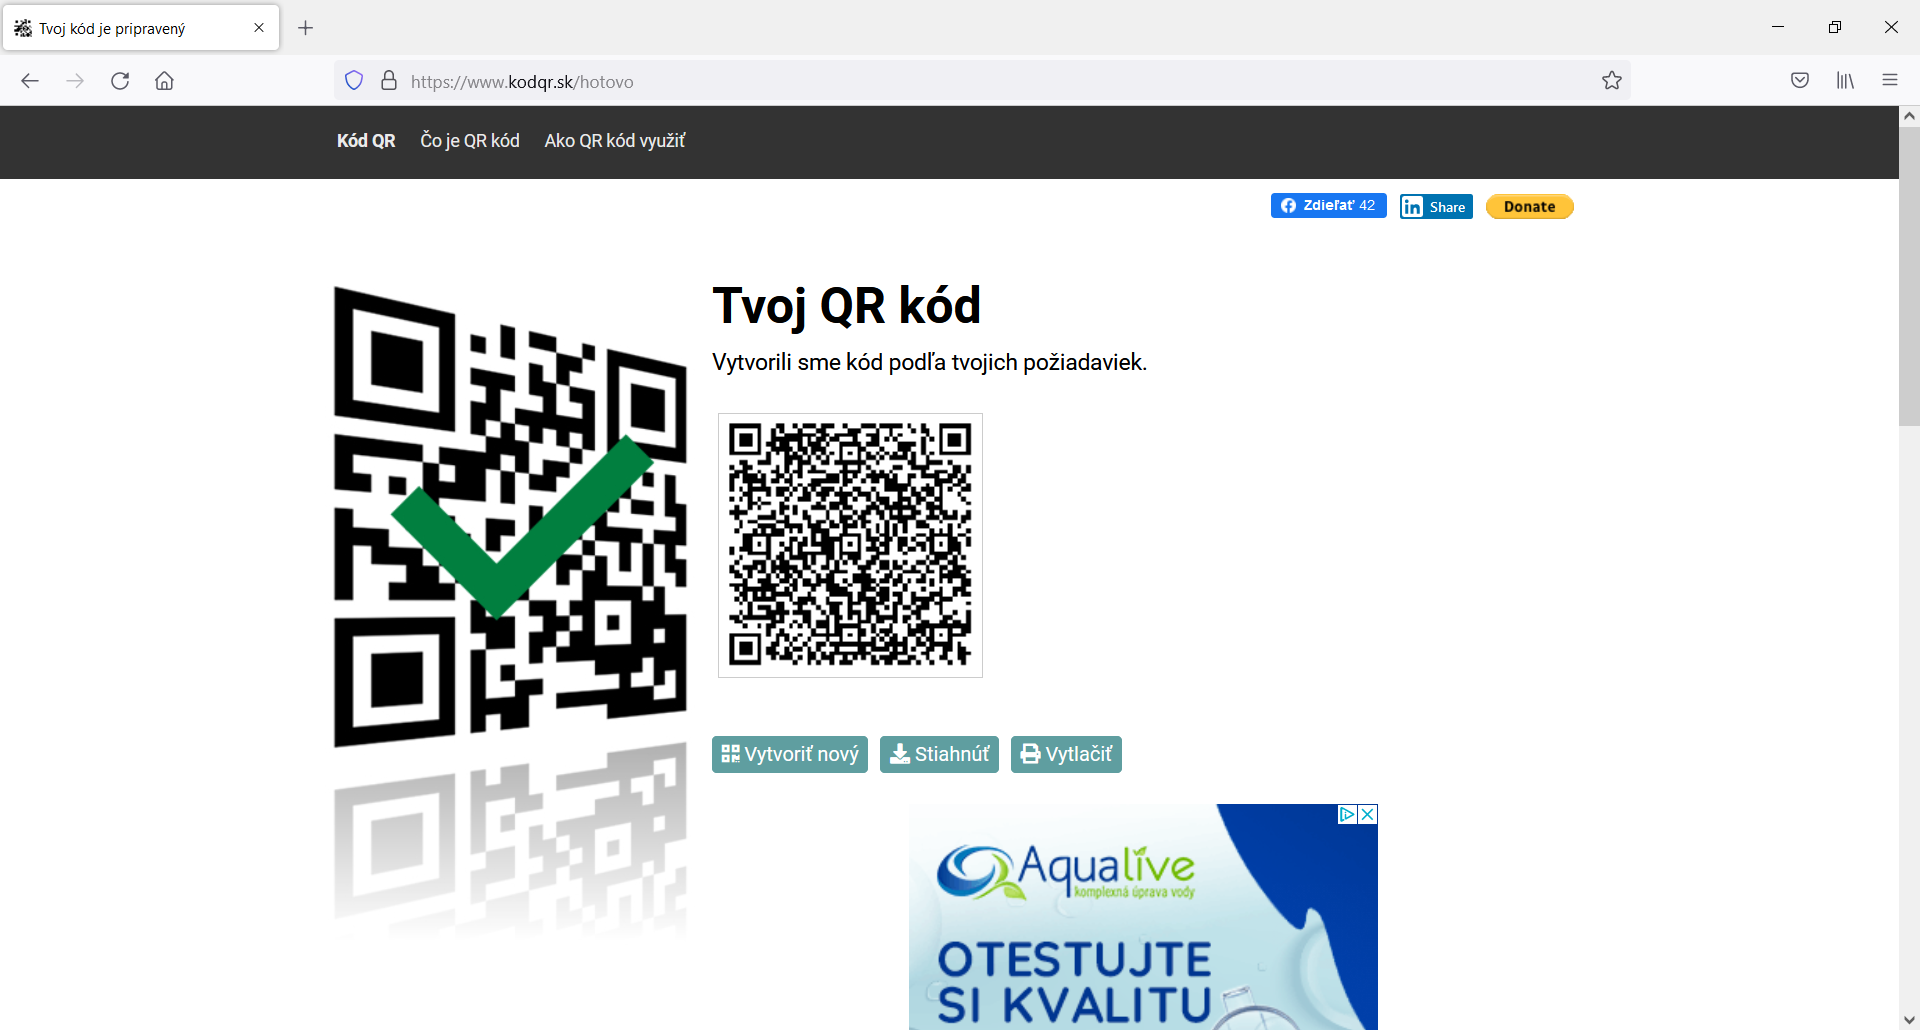 Tvoj kód je pripravený
https://www.kodqr.sk/hotovo
Kód QR Čo je QR kód Ako QR kód využiť
Zdieľať 42 in Share Donate
Tvoj QR kód
Vytvorili sme kód podľa tvojich požiadaviek.
Vytvoriť nový Stiahnúť Vytlačiť
Aqualive
komplexná úprava vody
OTESTUJTE
SI KVALITU